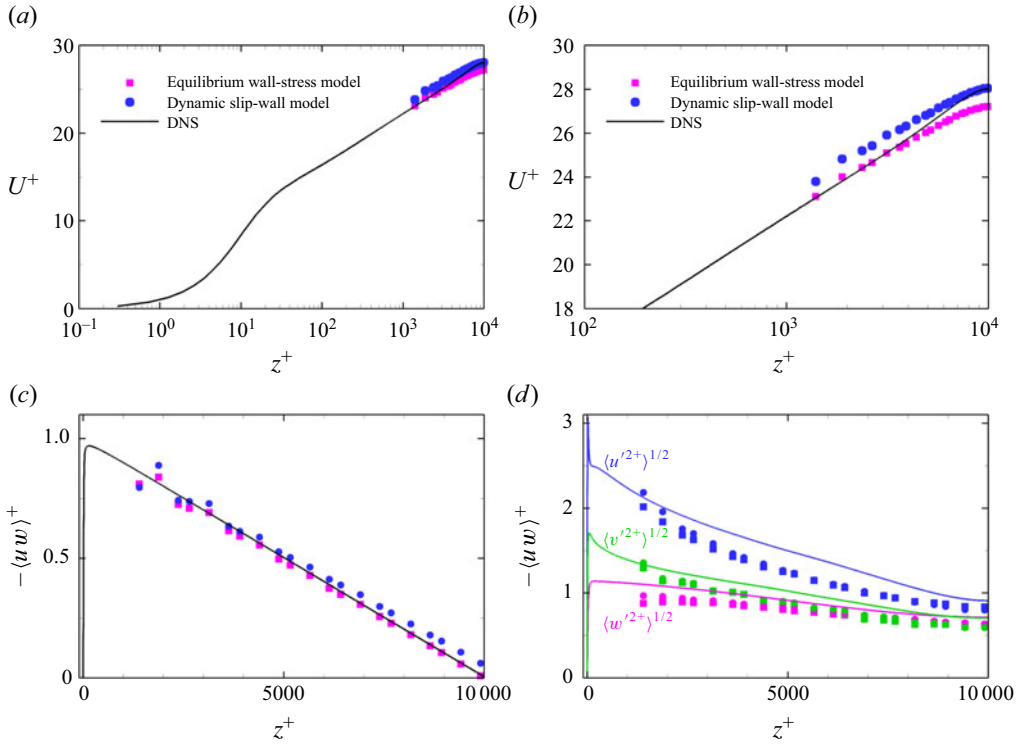 (a)
30
20
10
0
U⁺
Equilibrium wall-stress model
Dynamic slip-wall model
DNS
10⁻¹ 10⁰ 10¹ 10² 10³ 10⁴
z⁺
(b)
30
28
26
24
22
20
18
U⁺
Equilibrium wall-stress model
Dynamic slip-wall model
DNS
10² 10³ 10⁴
z⁺
(c)
1.0
0.5
0
−⟨u w⟩⁺
0 5000 10 000
z⁺
(d)
3
2
1
0
−⟨u w⟩⁺
⟨u′²⁺⟩¹/²
⟨v′²⁺⟩¹/²
⟨w′²⁺⟩¹/²
0 5000 10 000
z⁺